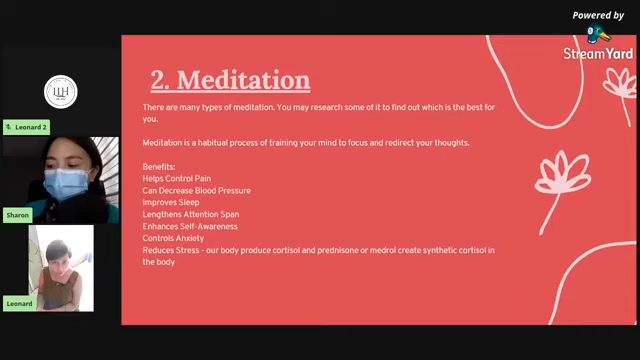 Powered by
StreamYard
2. Meditation
There are many types of meditation. You may research some of it to find out which is the best for
you.
Meditation is a habitual process of training your mind to focus and redirect your thoughts.
Benefits:
Helps Control Pain
Can Decrease Blood Pressure
Improves Sleep
Lengthens Attention Span
Enhances Self-Awareness
Controls Anxiety
Reduces Stress - our body produce cortisol and prednisone or medrol create synthetic cortisol in
the body
Leonard 2
Sharon
Leonard